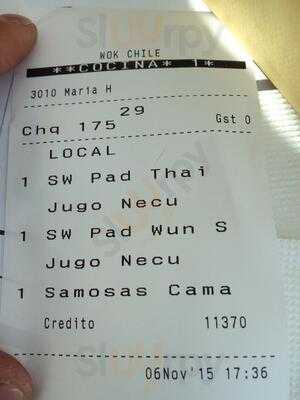 WOK CHILE
**COCINA* 1*
3010 Maria H
29
Chq 175 Gst 0
LOCAL
1 SW Pad Thai
Jugo Necu
1 SW Pad Wun S
Jugo Necu
1 Samosas Cama
Credito 11370
06Nov'15 17:36